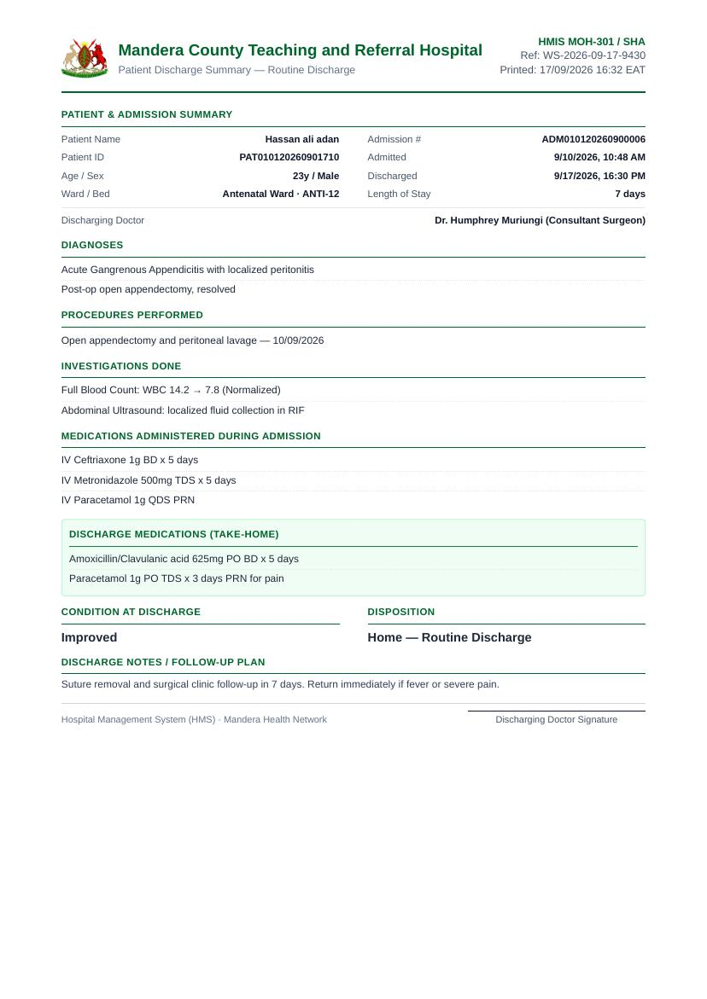 Mandera County Teaching and Referral Hospital
Patient Discharge Summary — Routine Discharge
HMIS MOH-301 / SHA
Ref: WS-2026-09-17-9430
Printed: 17/09/2026 16:32 EAT
PATIENT & ADMISSION SUMMARY
Patient Name Hassan ali adan Admission # ADM010120260900006
Patient ID PAT010120260901710 Admitted 9/10/2026, 10:48 AM
Age / Sex 23y / Male Discharged 9/17/2026, 16:30 PM
Ward / Bed Antenatal Ward · ANTI-12 Length of Stay 7 days
Discharging Doctor Dr. Humphrey Muriungi (Consultant Surgeon)
DIAGNOSES
Acute Gangrenous Appendicitis with localized peritonitis
Post-op open appendectomy, resolved
PROCEDURES PERFORMED
Open appendectomy and peritoneal lavage — 10/09/2026
INVESTIGATIONS DONE
Full Blood Count: WBC 14.2 → 7.8 (Normalized)
Abdominal Ultrasound: localized fluid collection in RIF
MEDICATIONS ADMINISTERED DURING ADMISSION
IV Ceftriaxone 1g BD x 5 days
IV Metronidazole 500mg TDS x 5 days
IV Paracetamol 1g QDS PRN
DISCHARGE MEDICATIONS (TAKE-HOME)
Amoxicillin/Clavulanic acid 625mg PO BD x 5 days
Paracetamol 1g PO TDS x 3 days PRN for pain
CONDITION AT DISCHARGE DISPOSITION
Improved Home — Routine Discharge
DISCHARGE NOTES / FOLLOW-UP PLAN
Suture removal and surgical clinic follow-up in 7 days. Return immediately if fever or severe pain.
Hospital Management System (HMS) · Mandera Health Network Discharging Doctor Signature